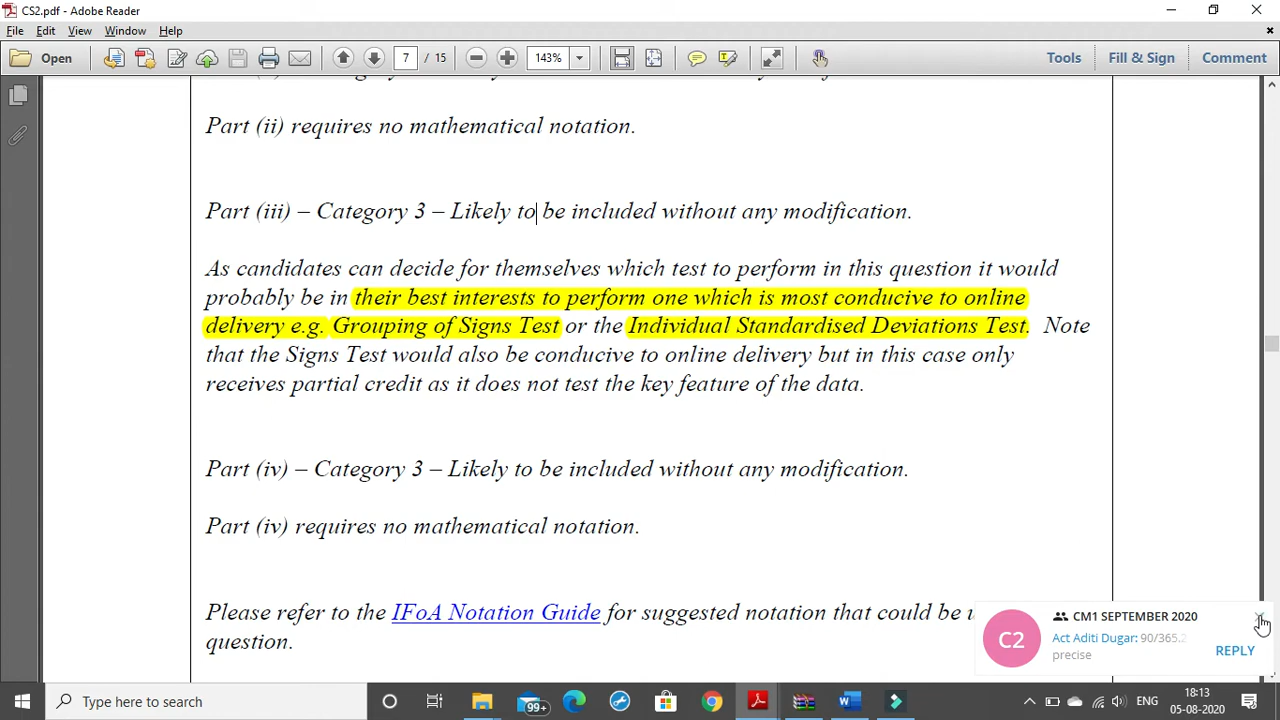 CS2.pdf - Adobe Reader
File Edit View Window Help
Open 7 / 15 143% Tools Fill & Sign Comment
Part (ii) requires no mathematical notation.
Part (iii) – Category 3 – Likely to be included without any modification.
As candidates can decide for themselves which test to perform in this question it would
probably be in their best interests to perform one which is most conducive to online
delivery e.g. Grouping of Signs Test or the Individual Standardised Deviations Test. Note
that the Signs Test would also be conducive to online delivery but in this case only
receives partial credit as it does not test the key feature of the data.
Part (iv) – Category 3 – Likely to be included without any modification.
Part (iv) requires no mathematical notation.
Please refer to the IFoA Notation Guide for suggested notation that could be
question.
C2
CM1 SEPTEMBER 2020
Act Aditi Dugar: 90/365.2
precise
REPLY
Type here to search
99+
ENG
18:13
05-08-2020